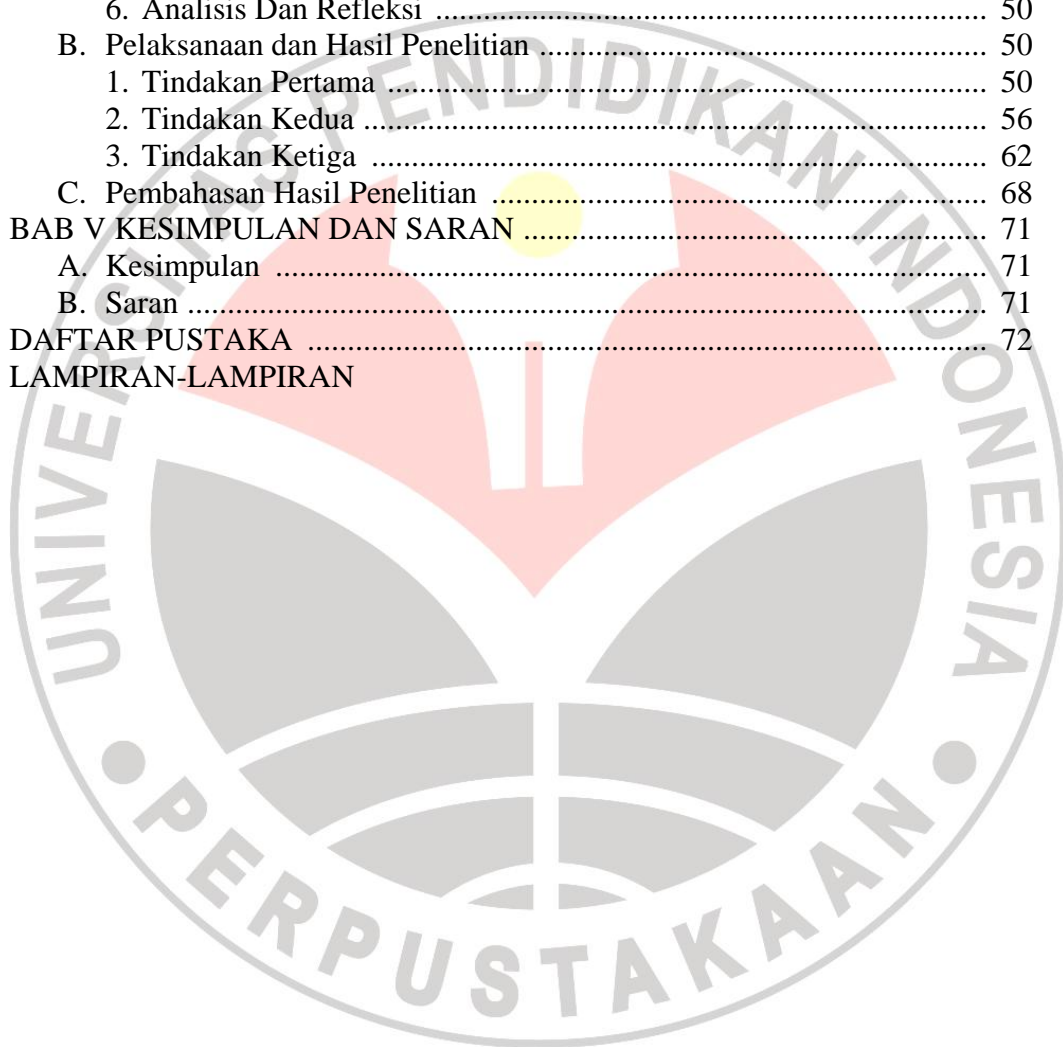 6. Analisis Dan Refleksi .................................................................... 50
B. Pelaksanaan dan Hasil Penelitian ....................................................... 50
1. Tindakan Pertama .......................................................................... 50
2. Tindakan Kedua ............................................................................. 56
3. Tindakan Ketiga ............................................................................ 62
C. Pembahasan Hasil Penelitian ............................................................. 68
BAB V KESIMPULAN DAN SARAN ......................................................... 71
A. Kesimpulan ........................................................................................ 71
B. Saran ................................................................................................... 71
DAFTAR PUSTAKA .................................................................................... 72
LAMPIRAN-LAMPIRAN
UNIVERSITAS PENDIDIKAN INDONESIA
PERPUSTAKAAN